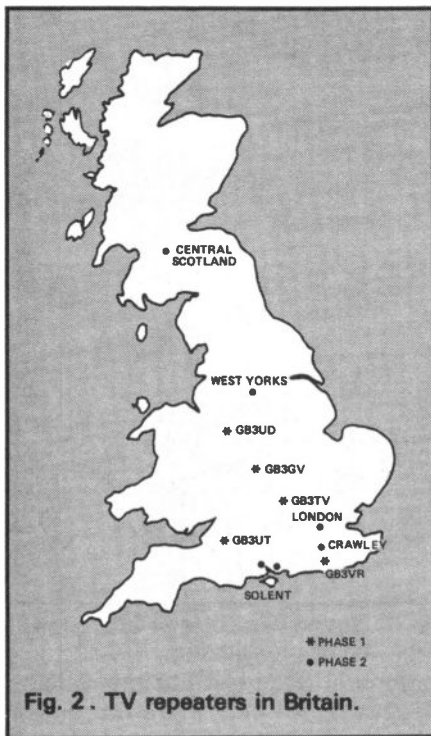 CENTRAL
SCOTLAND
WEST YORKS
GB3UD
GB3GV
GB3TV
LONDON
GB3UT
CRAWLEY
GB3VR
SOLENT
* PHASE 1
● PHASE 2
Fig. 2. TV repeaters in Britain.